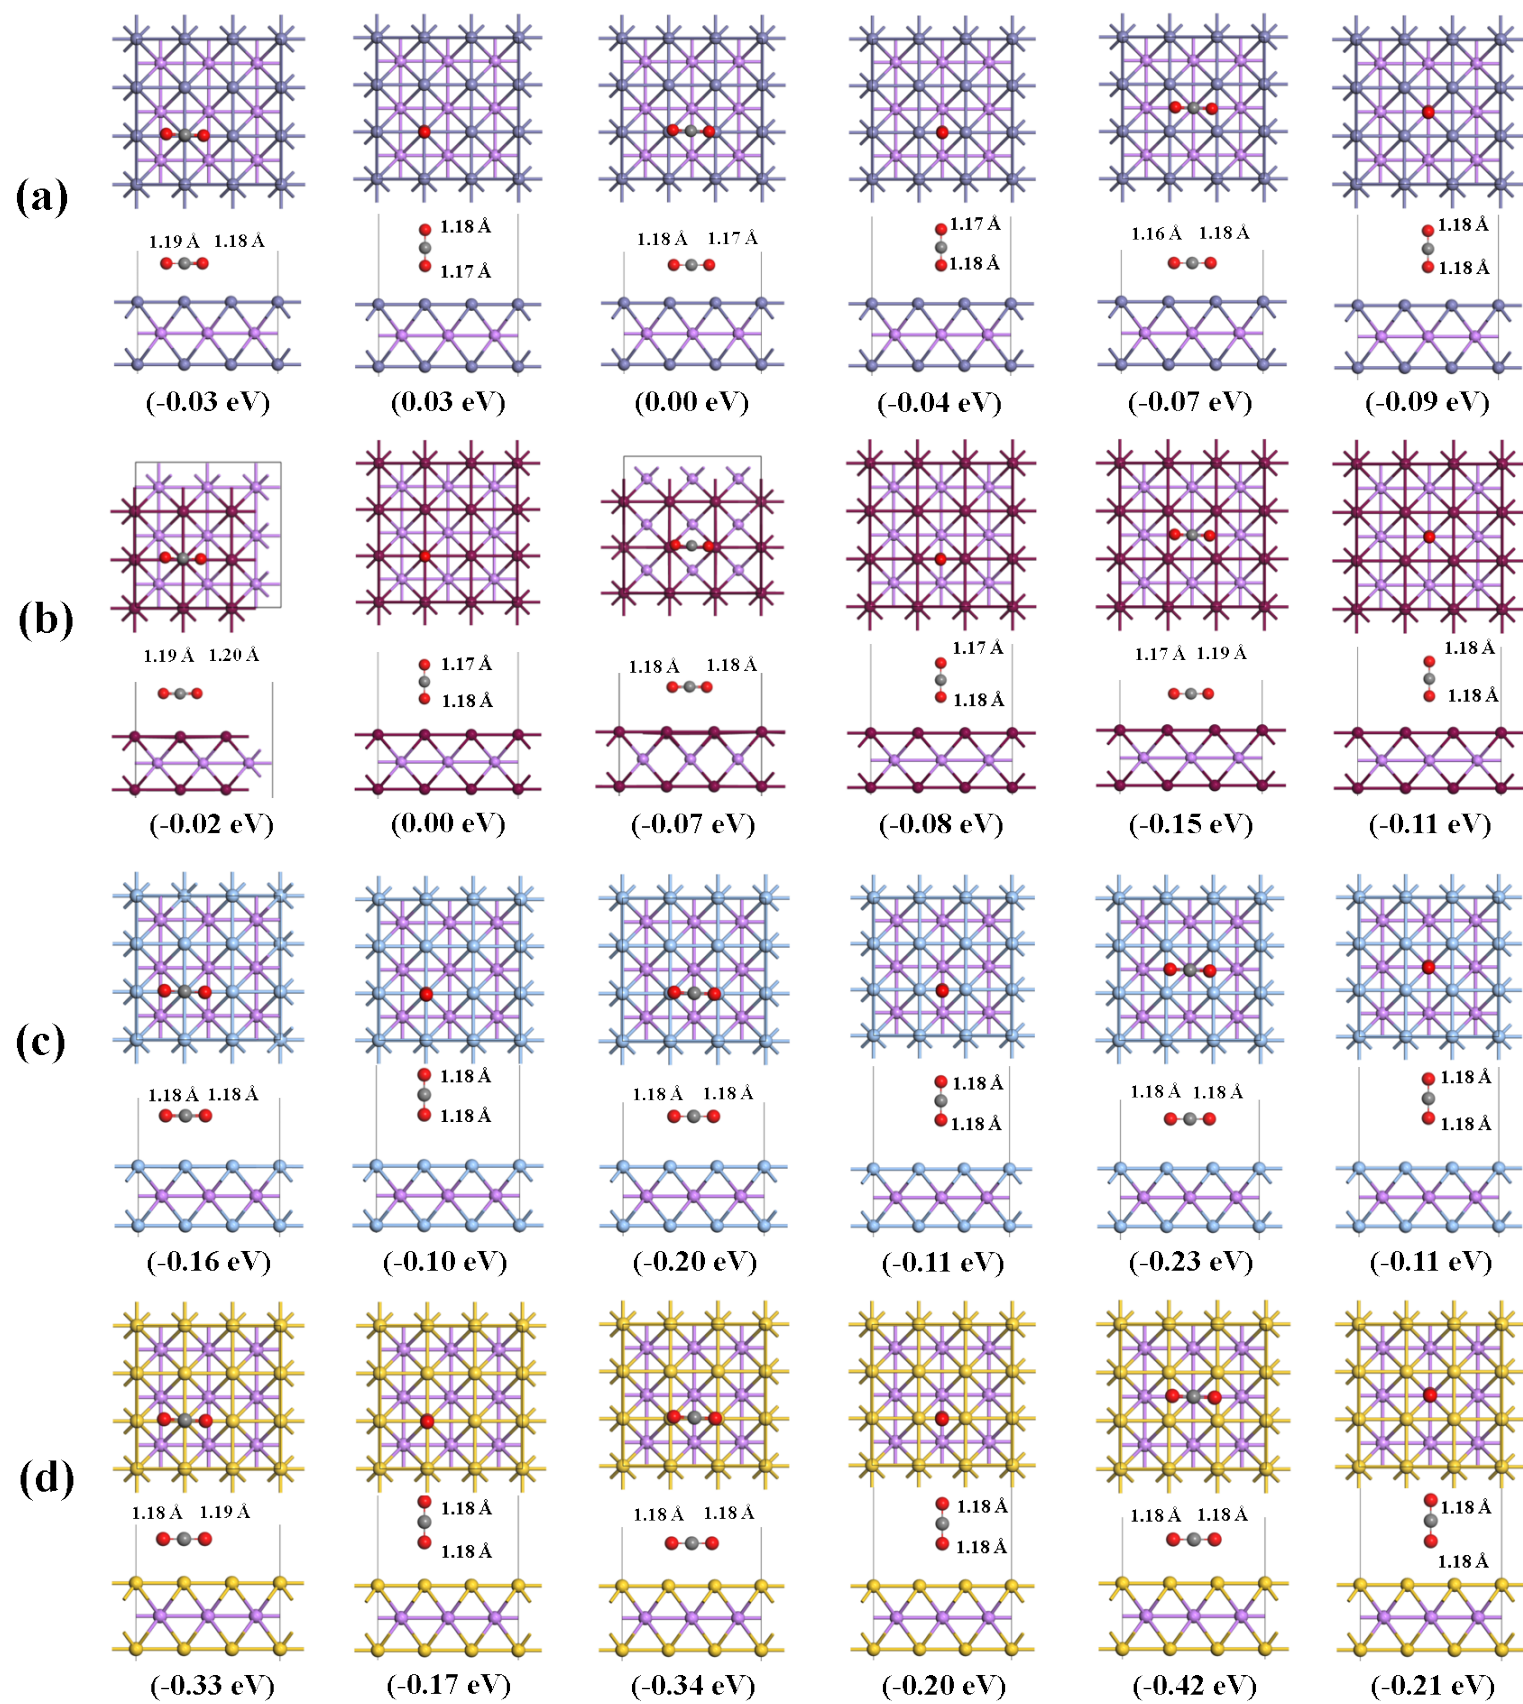 (a)
1.19 Å 1.18 Å
1.18 Å
1.17 Å
1.18 Å 1.17 Å
1.17 Å
1.18 Å
1.16 Å 1.18 Å
1.18 Å
1.18 Å
(-0.03 eV) (0.03 eV) (0.00 eV) (-0.04 eV) (-0.07 eV) (-0.09 eV)
(b)
1.19 Å 1.20 Å
1.17 Å
1.18 Å
1.18 Å 1.18 Å
1.17 Å
1.18 Å
1.17 Å 1.19 Å
1.18 Å
1.18 Å
(-0.02 eV) (0.00 eV) (-0.07 eV) (-0.08 eV) (-0.15 eV) (-0.11 eV)
(c)
1.18 Å 1.18 Å
1.18 Å
1.18 Å
1.18 Å 1.18 Å
1.18 Å
1.18 Å
1.18 Å 1.18 Å
1.18 Å
1.18 Å
(-0.16 eV) (-0.10 eV) (-0.20 eV) (-0.11 eV) (-0.23 eV) (-0.11 eV)
(d)
1.18 Å 1.19 Å
1.18 Å
1.18 Å
1.18 Å 1.18 Å
1.18 Å
1.18 Å
1.18 Å 1.18 Å
1.18 Å
1.18 Å
(-0.33 eV) (-0.17 eV) (-0.34 eV) (-0.20 eV) (-0.42 eV) (-0.21 eV)